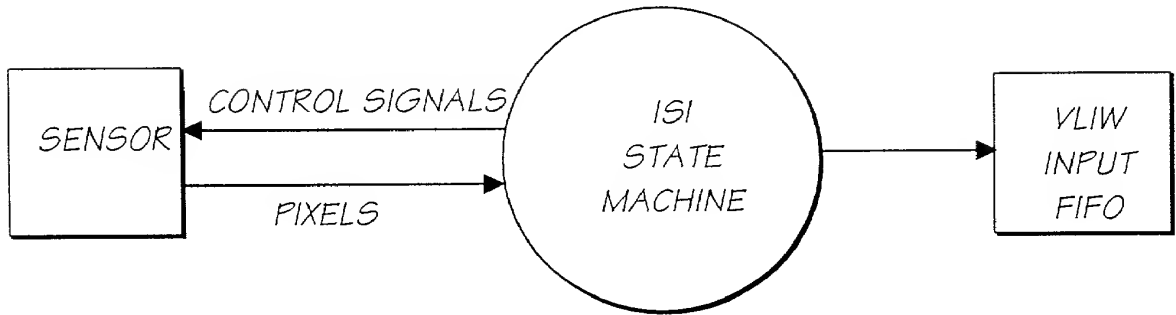 SENSOR
CONTROL SIGNALS
PIXELS
ISI
STATE
MACHINE
VLIW
INPUT
FIFO